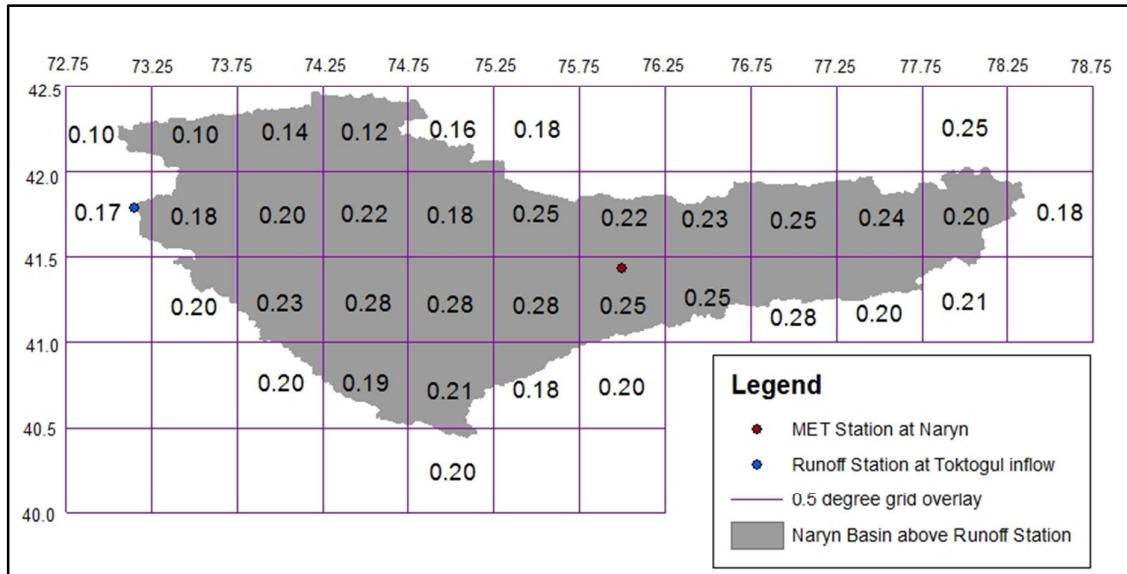 72.75 73.25 73.75 74.25 74.75 75.25 75.75 76.25 76.75 77.25 77.75 78.25 78.75
42.5
0.10 0.10 0.14 0.12 0.16 0.18 0.25
42.0
0.17 0.18 0.20 0.22 0.18 0.25 0.22 0.23 0.25 0.24 0.20 0.18
41.5
0.20 0.23 0.28 0.28 0.28 0.25 0.25 0.28 0.20 0.21
41.0
0.20 0.19 0.21 0.18 0.20
40.5
0.20
40.0
Legend
MET Station at Naryn
Runoff Station at Toktogul inflow
0.5 degree grid overlay
Naryn Basin above Runoff Station